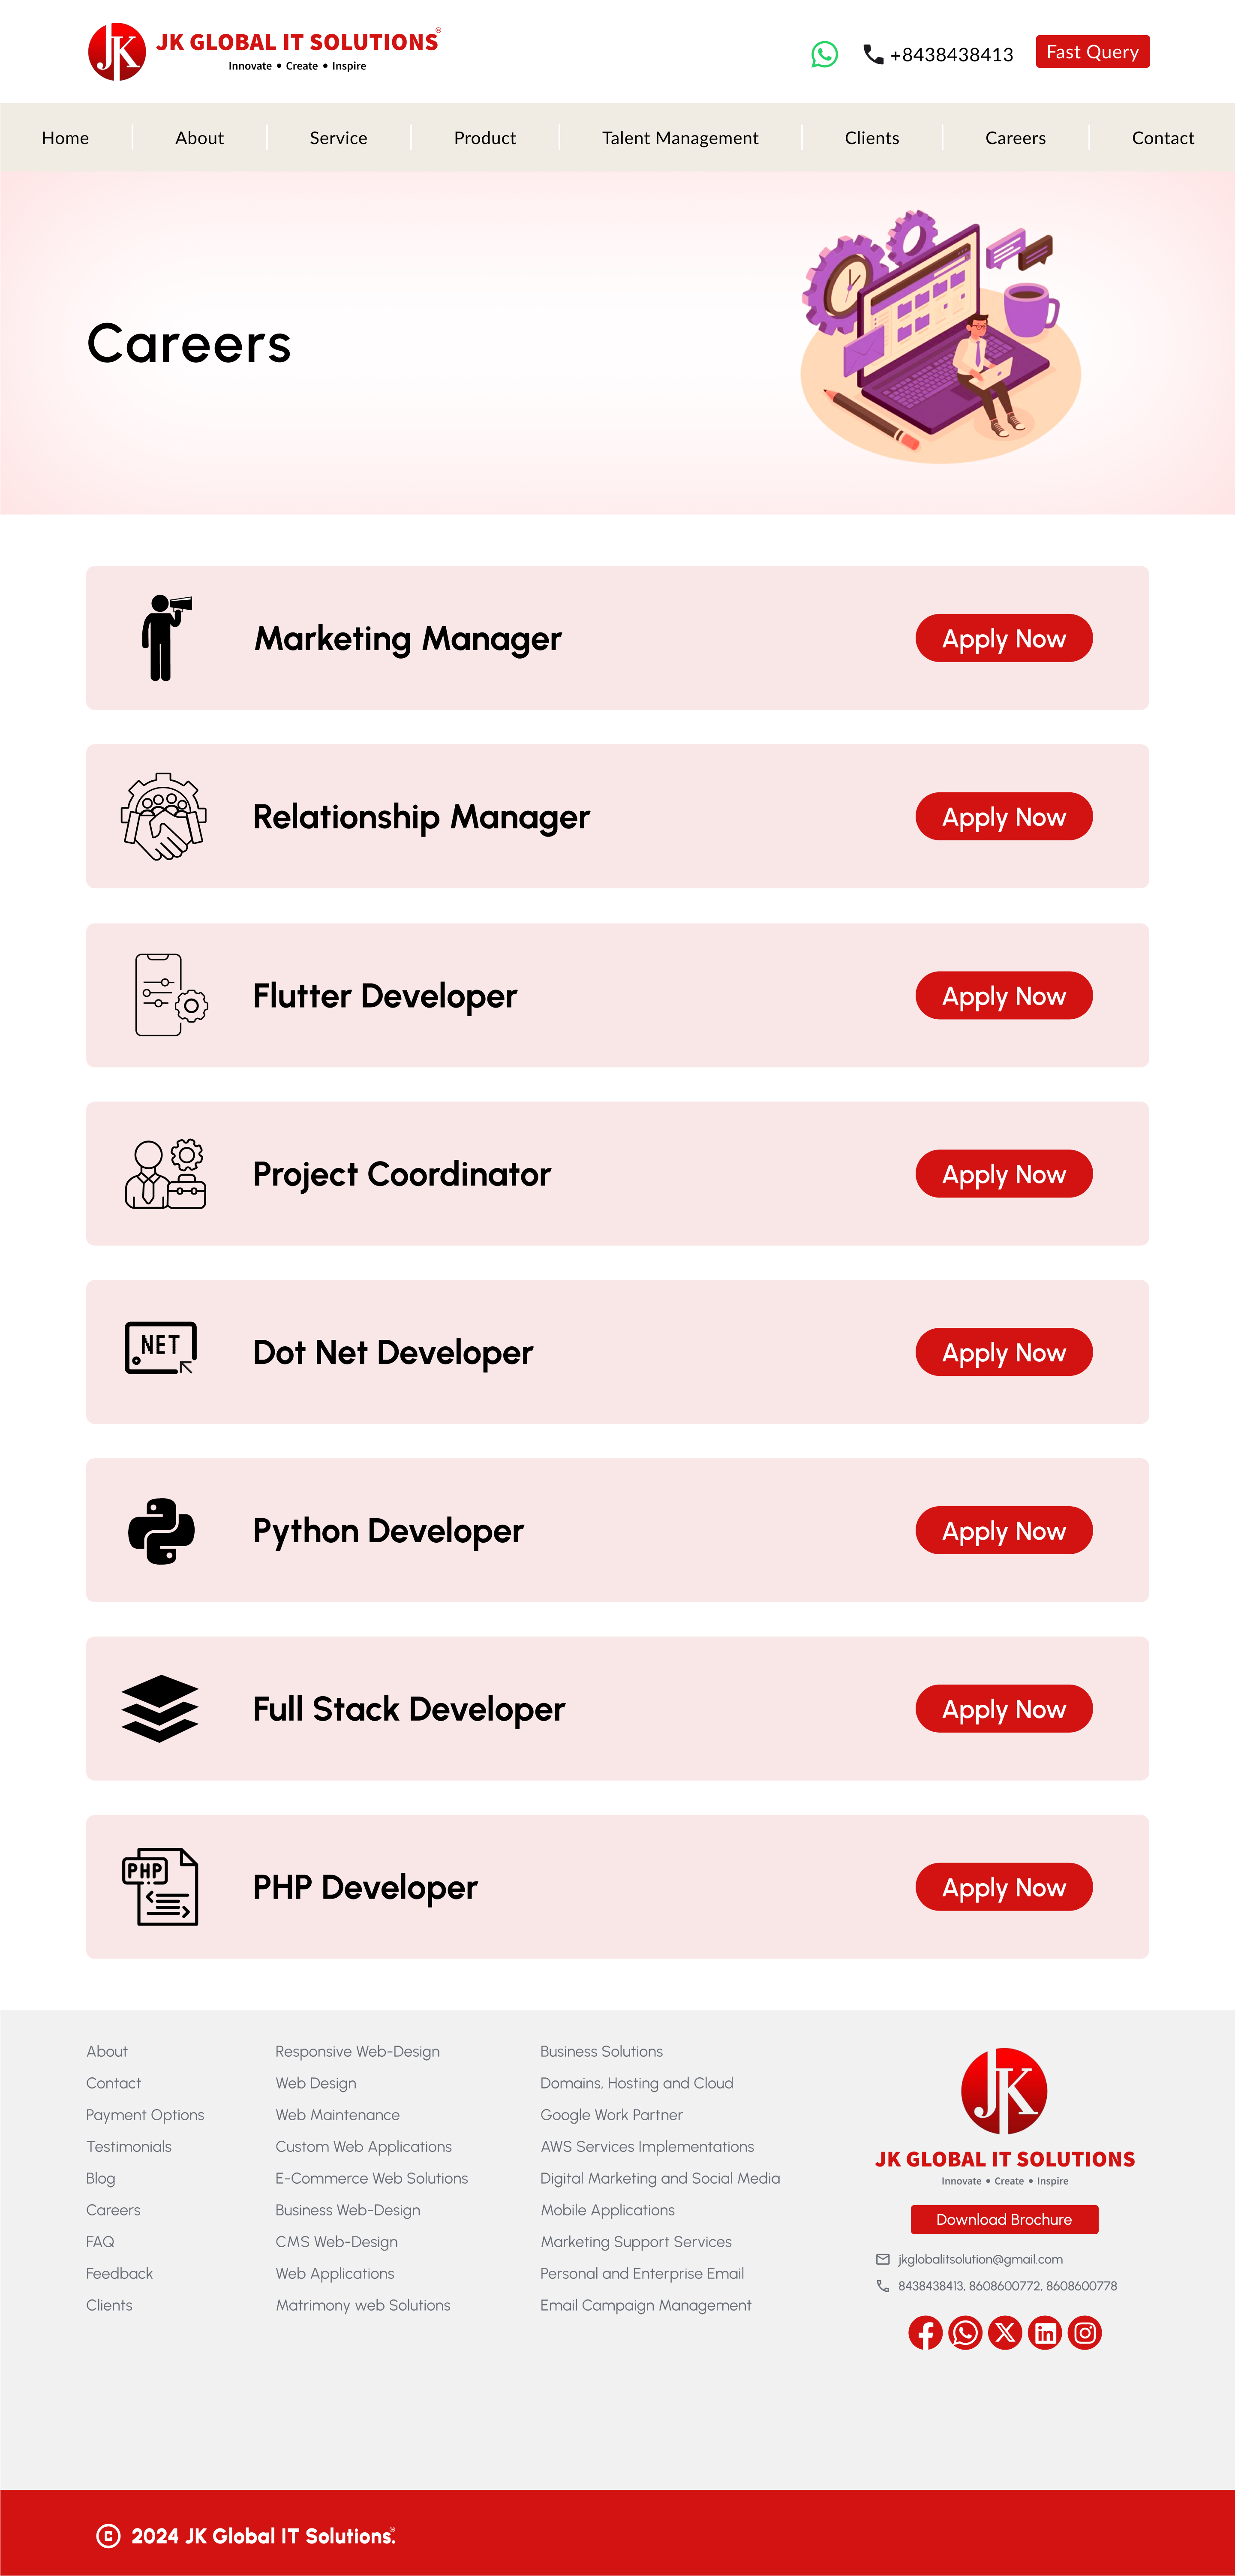 JK GLOBAL IT SOLUTIONS
Innovate • Create • Inspire
+8438438413
Fast Query
Home
About
Service
Product
Talent Management
Clients
Careers
Contact
Careers
Marketing Manager
Apply Now
Relationship Manager
Apply Now
Flutter Developer
Apply Now
Project Coordinator
Apply Now
NET
Dot Net Developer
Apply Now
Python Developer
Apply Now
Full Stack Developer
Apply Now
PHP
PHP Developer
Apply Now
About
Contact
Payment Options
Testimonials
Blog
Careers
FAQ
Feedback
Clients
Responsive Web-Design
Web Design
Web Maintenance
Custom Web Applications
E-Commerce Web Solutions
Business Web-Design
CMS Web-Design
Web Applications
Matrimony web Solutions
Business Solutions
Domains, Hosting and Cloud
Google Work Partner
AWS Services Implementations
Digital Marketing and Social Media
Mobile Applications
Marketing Support Services
Personal and Enterprise Email
Email Campaign Management
JK
JK GLOBAL IT SOLUTIONS
Innovate • Create • Inspire
Download Brochure
jkglobalitsolution@gmail.com
8438438413, 8608600772, 8608600778
© 2024 JK Global IT Solutions.